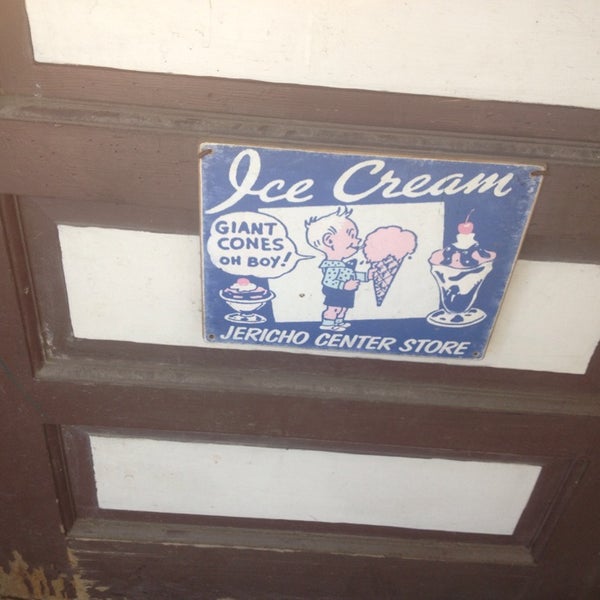 Ice Cream
GIANT
CONES
OH BOY!
JERICHO CENTER STORE